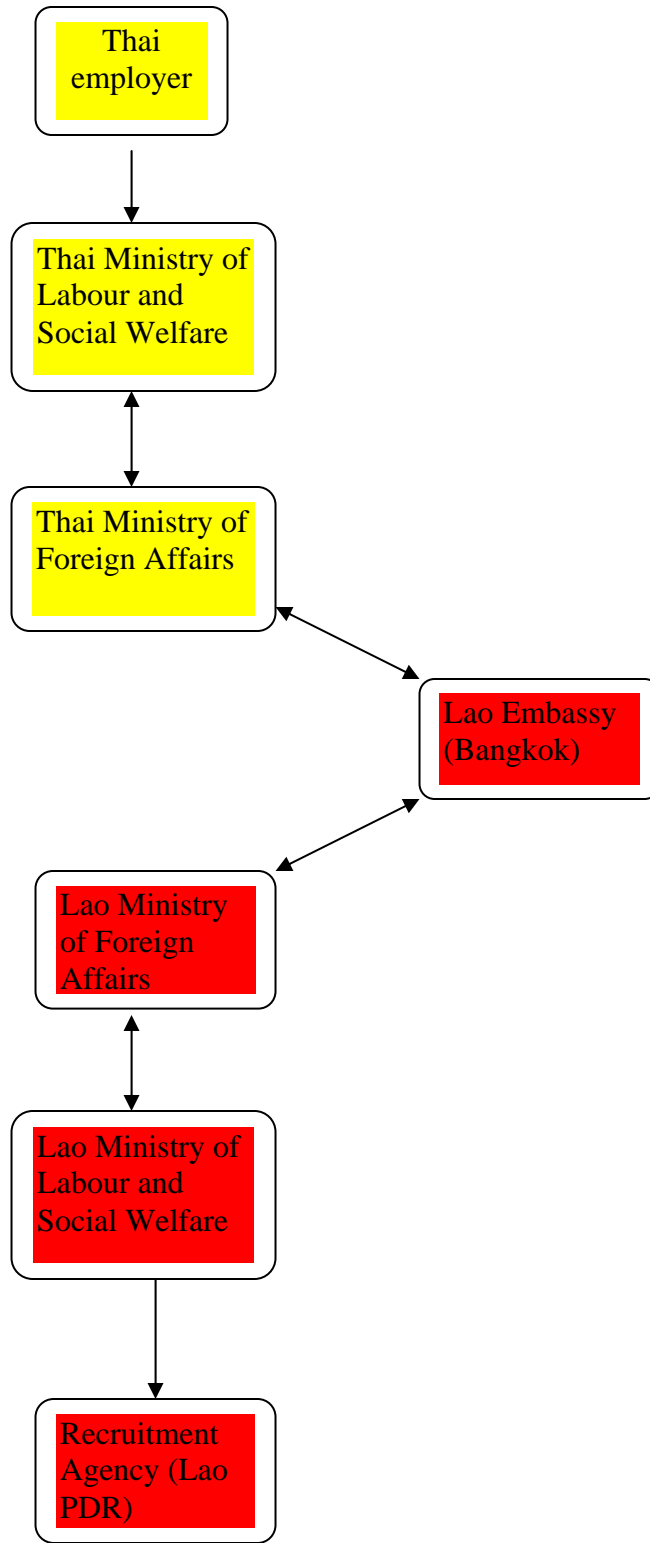 Thai
employer
Thai Ministry of
Labour and
Social Welfare
Thai Ministry of
Foreign Affairs
Lao Embassy
(Bangkok)
Lao Ministry
of Foreign
Affairs
Lao Ministry of
Labour and
Social Welfare
Recruitment
Agency (Lao
PDR)